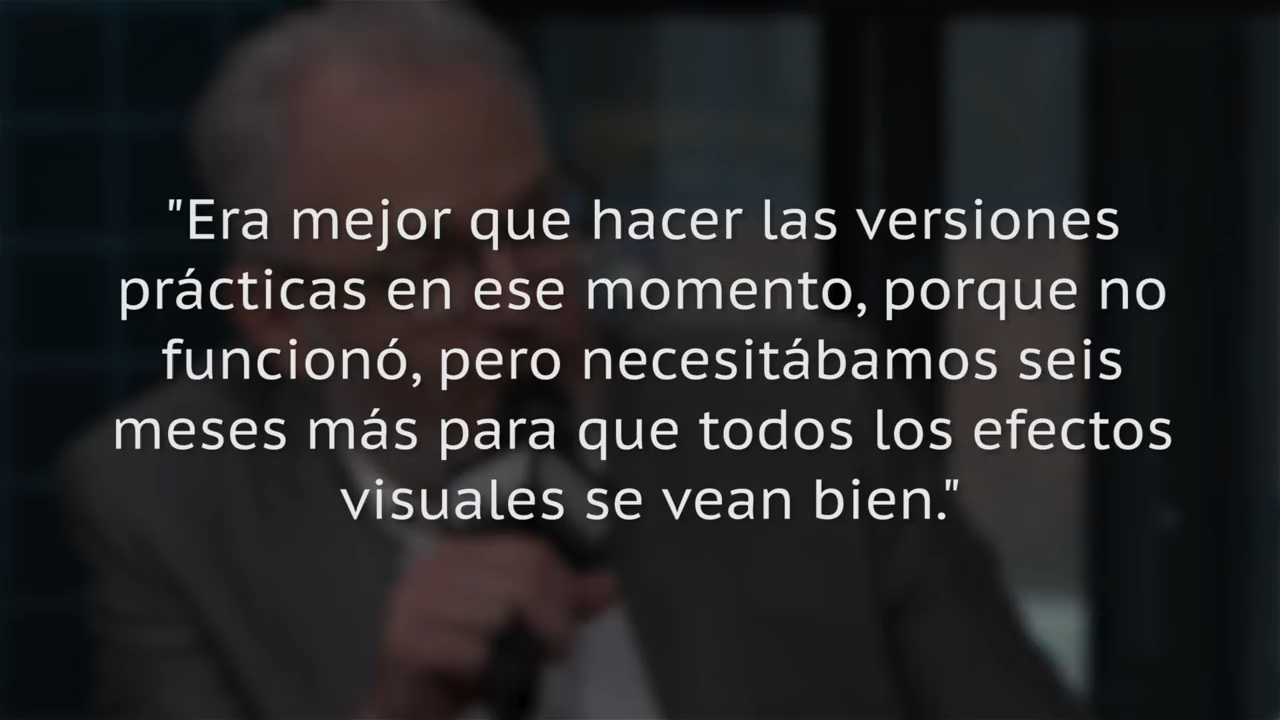 "Era mejor que hacer las versiones
prácticas en ese momento, porque no
funcionó, pero necesitábamos seis
meses más para que todos los efectos
visuales se vean bien."